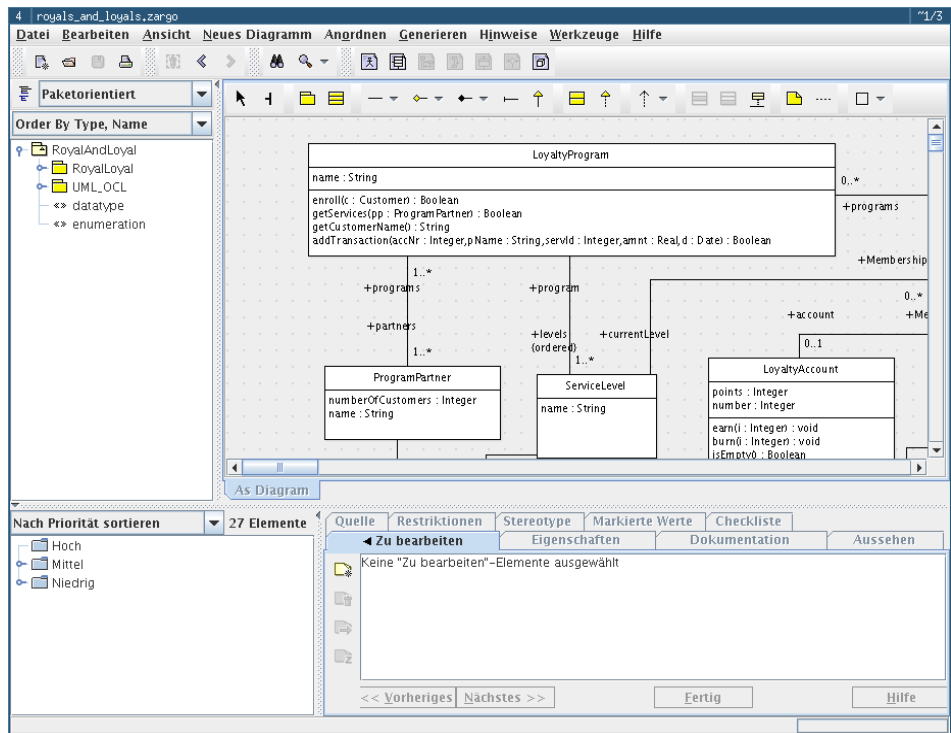 4 royals_and_loyals.zargo ~1/3
Datei Bearbeiten Ansicht Neues Diagramm Anordnen Generieren Hinweise Werkzeuge Hilfe
Paketorientiert
Order By Type, Name
RoyalAndLoyal
RoyalLoyal
UML_OCL
«» datatype
«» enumeration
LoyaltyProgram
name : String
enroll(c : Customer) : Boolean
getServices(pp : ProgramPartner) : Boolean
getCustomerName() : String
addTransaction(accNr : Integer,pName : String,servId : Integer,amnt : Real,d : Date) : Boolean
0..*
+programs
1..*
+programs
+program
+Membership
0..*
+account
+Me
+partners
+levels
+currentLevel
{ordered}
0..1
1..*
1..*
ProgramPartner
numberOfCustomers : Integer
name : String
ServiceLevel
name : String
LoyaltyAccount
points : Integer
number : Integer
earn(i : Integer) : void
burn(i : Integer) : void
isEmpty() : Boolean
As Diagram
Nach Priorität sortieren
27 Elemente
Hoch
Mittel
Niedrig
Quelle Restriktionen Stereotype Markierte Werte Checkliste
Zu bearbeiten Eigenschaften Dokumentation Aussehen
Keine "Zu bearbeiten"-Elemente ausgewählt
<< Vorheriges Nächstes >> Fertig Hilfe